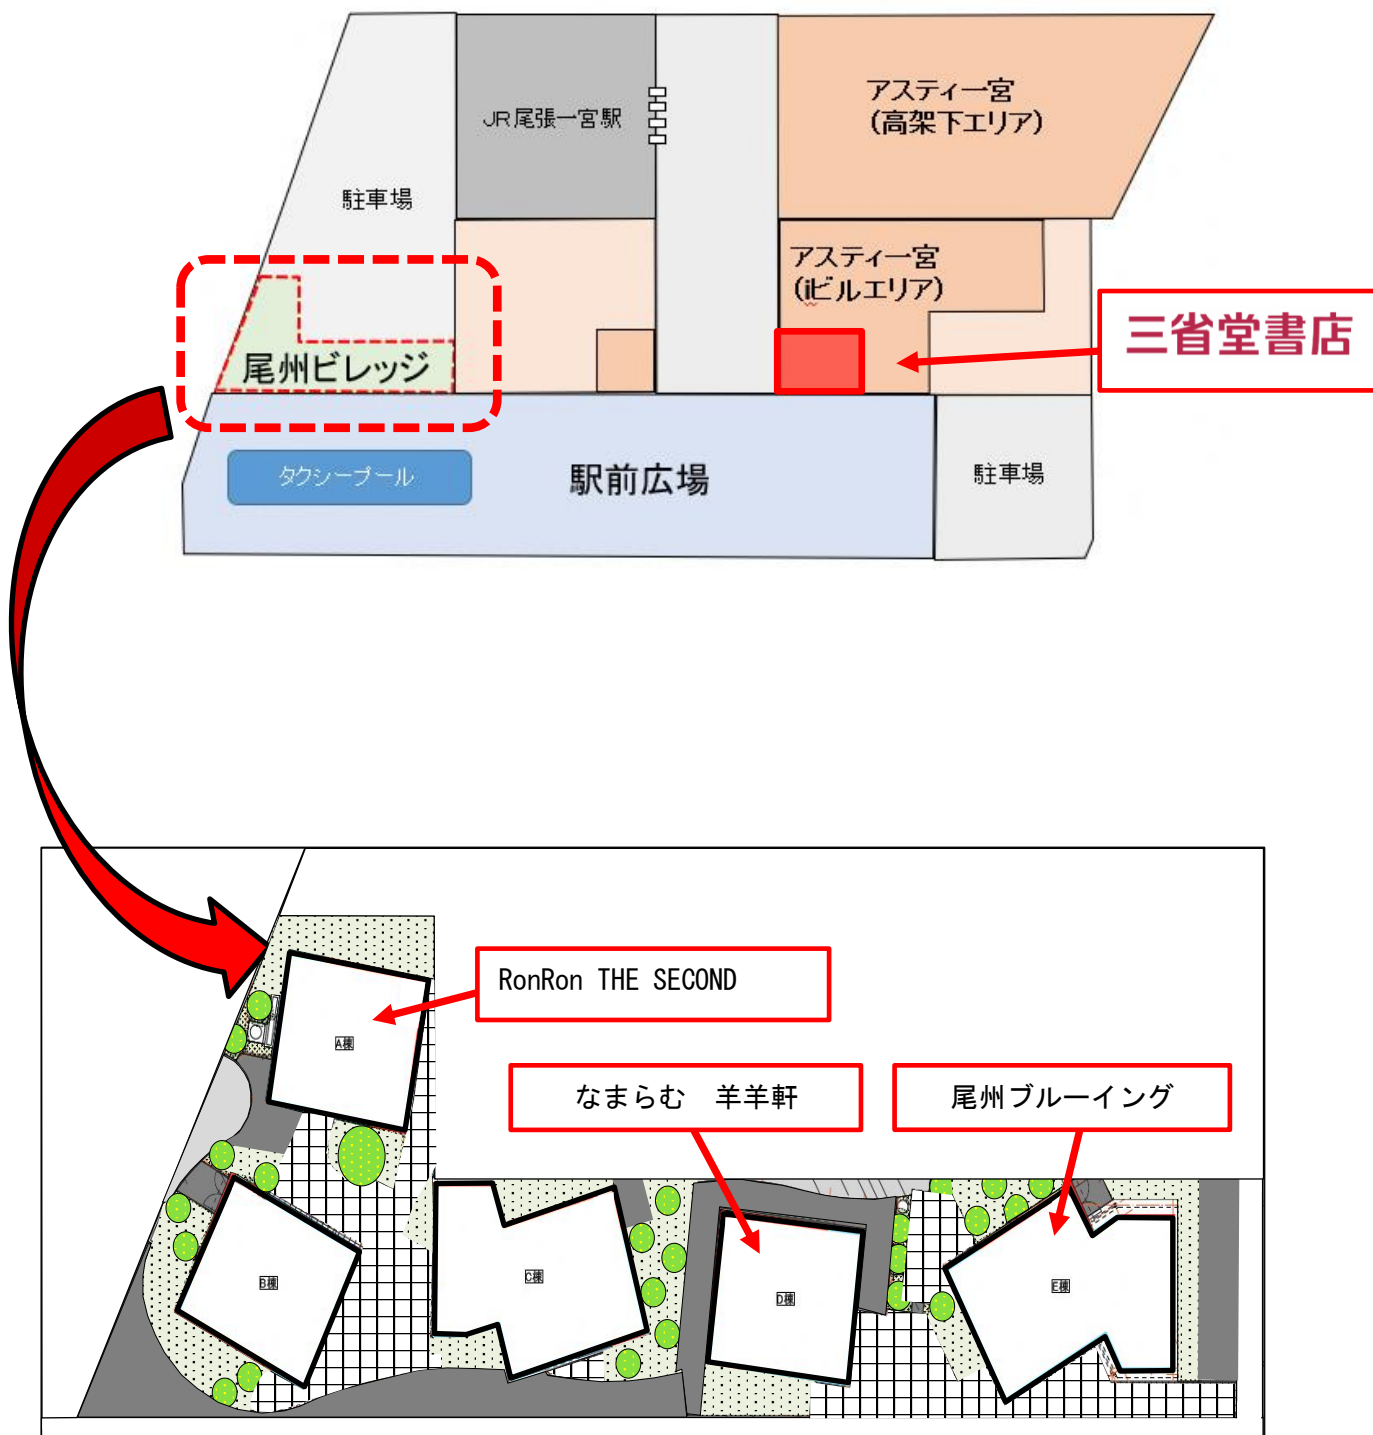 アスティ一宮
(高架下エリア)
JR尾張一宮駅
駐車場
アスティ一宮
(iビルエリア)
三省堂書店
尾州ビレッジ
タクシープール
駅前広場
駐車場
RonRon THE SECOND
A棟
なまらむ　羊羊軒
尾州ブルーイング
B棟
C棟
D棟
E棟